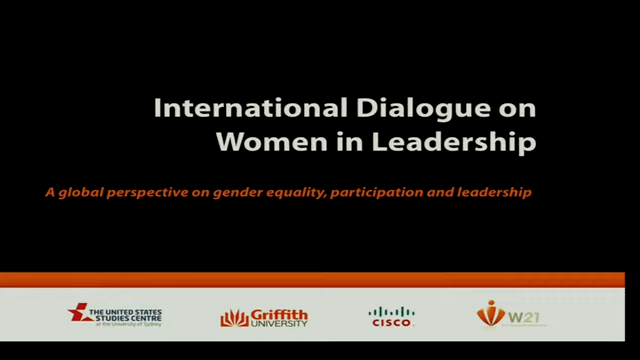 International Dialogue on
Women in Leadership
A global perspective on gender equality, participation and leadership
THE UNITED STATES
STUDIES CENTRE
at the University of Sydney
Griffith
UNIVERSITY
CISCO
W21